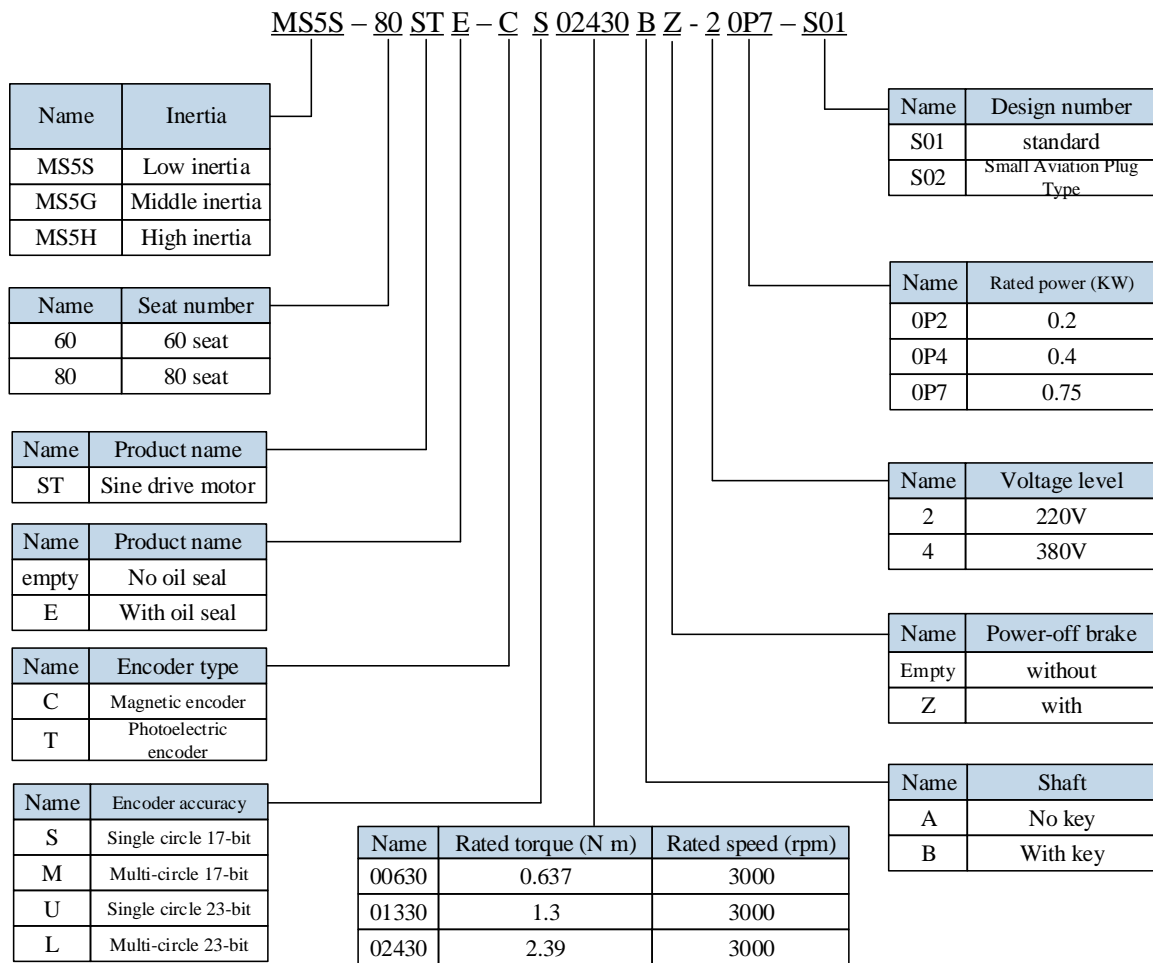 MS5S – 80 ST E – C S 02430 B Z - 2 0P7 – S01
Name Inertia
MS5S Low inertia
MS5G Middle inertia
MS5H High inertia
Name Seat number
60 60 seat
80 80 seat
Name Product name
ST Sine drive motor
Name Product name
empty No oil seal
E With oil seal
Name Encoder type
C Magnetic encoder
T Photoelectric
encoder
Name Encoder accuracy
S Single circle 17-bit
M Multi-circle 17-bit
U Single circle 23-bit
L Multi-circle 23-bit
Name Rated torque (N m) Rated speed (rpm)
00630 0.637 3000
01330 1.3 3000
02430 2.39 3000
Name Design number
S01 standard
S02 Small Aviation Plug
Type
Name Rated power (KW)
0P2 0.2
0P4 0.4
0P7 0.75
Name Voltage level
2 220V
4 380V
Name Power-off brake
Empty without
Z with
Name Shaft
A No key
B With key